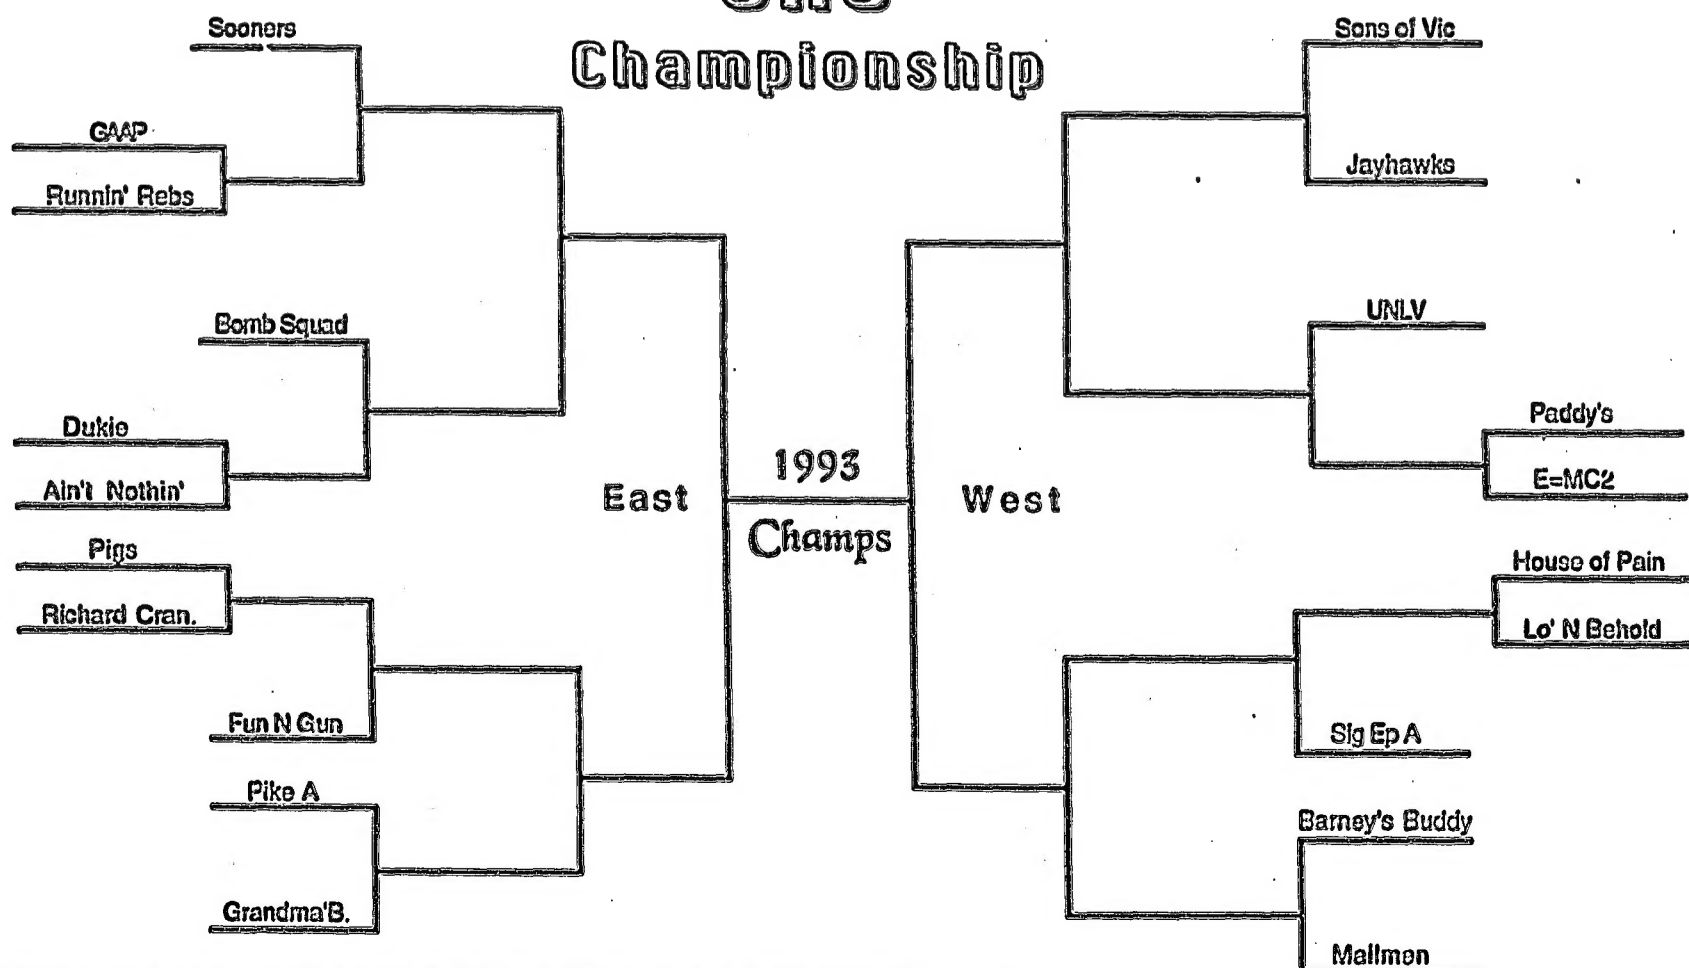 Championship
Sooners
GAAP
Runnin' Rebs
Bomb Squad
Dukie
Ain't Nothin'
Pigs
Richard Cran.
Fun N Gun
Pike A
Grandma'B.
East
1993
Champs
West
Sons of Vic
Jayhawks
UNLV
Paddy's
E=MC2
House of Pain
Lo' N Behold
Sig Ep A
Barney's Buddy
Mailmen